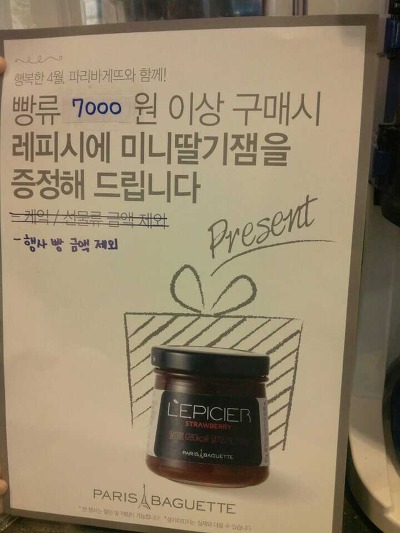 행복한 4월, 파리바게뜨와 함께!
빵류 7000 원 이상 구매시
레피시에 미니딸기잼을
증정해 드립니다
- 케익 / 선물류 금액 제외
- 행사 빵 금액 제외
Present
L'EPICIER
STRAWBERRY
PARIS BAGUETTE
PARIS BAGUETTE